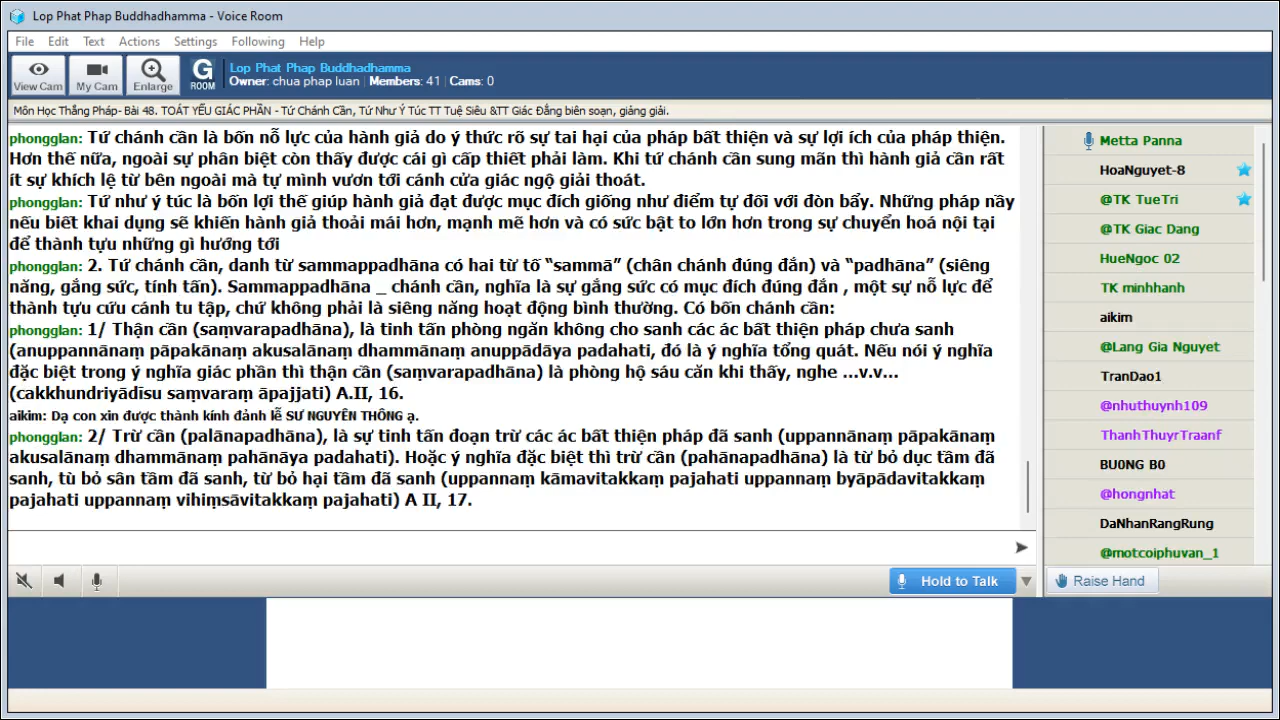 Lop Phat Phap Buddhadhamma - Voice Room
File Edit Text Actions Settings Following Help
View Cam My Cam Enlarge G ROOM
Lop Phat Phap Buddhadhamma
Owner: chua phap luan | Members: 41 | Cams: 0
Môn Học Thắng Pháp- Bài 48. TOÁT YẾU GIÁC PHẦN - Tứ Chánh Cần, Tứ Như Ý Túc TT Tuệ Siêu &TT Giác Đẳng biên soạn, giảng giải.
phongglan: Tứ chánh cần là bốn nỗ lực của hành giả do ý thức rõ sự tai hại của pháp bất thiện và sự lợi ích của pháp thiện.
Hơn thế nữa, ngoài sự phân biệt còn thấy được cái gì cấp thiết phải làm. Khi tứ chánh cần sung mãn thì hành giả cần rất
ít sự khích lệ từ bên ngoài mà tự mình vươn tới cánh cửa giác ngộ giải thoát.
phongglan: Tứ như ý túc là bốn lợi thế giúp hành giả đạt được mục đích giống như điểm tự đối với đòn bẩy. Những pháp nầy
nếu biết khai dụng sẽ khiến hành giả thoải mái hơn, mạnh mẽ hơn và có sức bật to lớn hơn trong sự chuyển hoá nội tại
để thành tựu những gì hướng tới
phongglan: 2. Tứ chánh cần, danh từ sammappadhāna có hai từ tố “sammā” (chân chánh đúng đắn) và “padhāna” (siêng
năng, gắng sức, tính tấn). Sammappadhāna _ chánh cần, nghĩa là sự gắng sức có mục đích đúng đắn , một sự nỗ lực để
thành tựu cứu cánh tu tập, chứ không phải là siêng năng hoạt động bình thường. Có bốn chánh cần:
phongglan: 1/ Thận cần (saṃvarapadhāna), là tinh tấn phòng ngăn không cho sanh các ác bất thiện pháp chưa sanh
(anuppannānaṃ pāpakānaṃ akusalānaṃ dhammānaṃ anuppādāya padahati, đó là ý nghĩa tổng quát. Nếu nói ý nghĩa
đặc biệt trong ý nghĩa giác phần thì thận cần (saṃvarapadhāna) là phòng hộ sáu căn khi thấy, nghe ...v.v...
(cakkhundriyādīsu saṃvaraṃ āpajjati) A.II, 16.
aikim: Dạ con xin được thành kính đảnh lễ SƯ NGUYÊN THÔNG ạ.
phongglan: 2/ Trừ cần (palānapadhāna), là sự tinh tấn đoạn trừ các ác bất thiện pháp đã sanh (uppannānaṃ pāpakānaṃ
akusalānaṃ dhammānaṃ pahānāya padahati). Hoặc ý nghĩa đặc biệt thì trừ cần (pahānapadhāna) là từ bỏ dục tầm đã
sanh, tù bỏ sân tầm đã sanh, từ bỏ hại tầm đã sanh (uppannaṃ kāmavitakkaṃ pajahati uppannaṃ byāpādavitakkaṃ
pajahati uppannaṃ vihiṃsāvitakkaṃ pajahati) A II, 17.
Hold to Talk
Metta Panna
HoaNguyet-8
@TK TueTri
@TK Giac Dang
HueNgoc 02
TK minhhanh
aikim
@Lang Gia Nguyet
TranDao1
@nhuthuynh109
ThanhThuyrTraanf
BU0NG B0
@hongnhat
DaNhanRangRung
@motcoiphuvan_1
Raise Hand